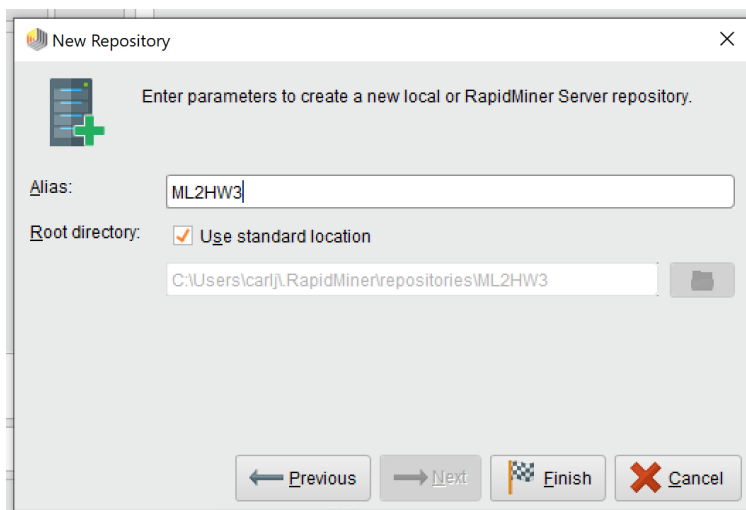 New Repository
Enter parameters to create a new local or RapidMiner Server repository.
Alias: ML2HW3
Root directory: Use standard location
C:\Users\carlj\.RapidMiner\repositories\ML2HW3
Previous Next Finish Cancel